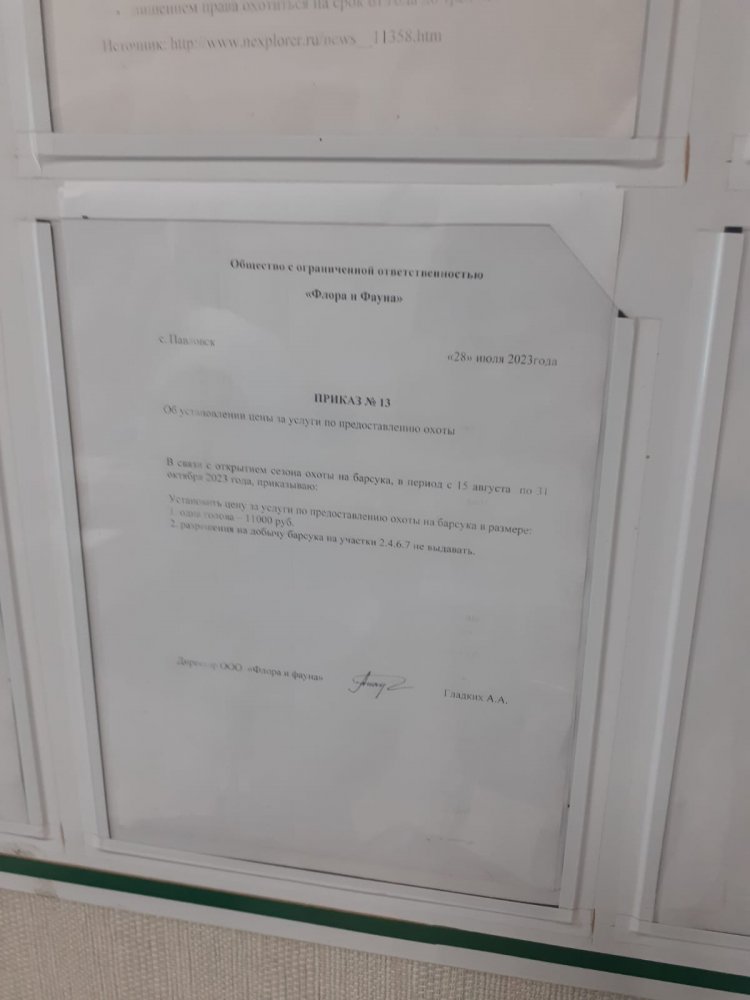 лишением права охотиться на срок от года до
Источник: http://www.nexplorer.ru/news__11358.htm
Общество с ограниченной ответственностью
«Флора и Фауна»
с. Павловск
«28» июля 2023года
ПРИКАЗ № 13
Об установлении цены за услуги по предоставлению охоты
В связи с открытием сезона охоты на барсука, в период с 15 августа по 31
октября 2023 года, приказываю:
Установить цену за услуги по предоставлению охоты на барсука в размере:
1. одна голова – 11000 руб.
2. разрешения на добычу барсука на участки 2.4.6.7 не выдавать.
Директор ООО «Флора и фауна»
Гладких А.А.